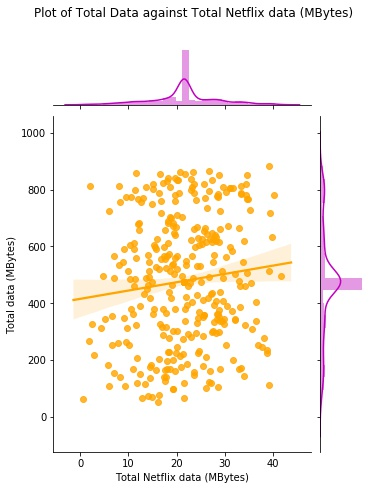 Plot of Total Data against Total Netflix data (MBytes)
1000
800
600
400
200
0
Total data (MBytes)
0 10 20 30 40
Total Netflix data (MBytes)